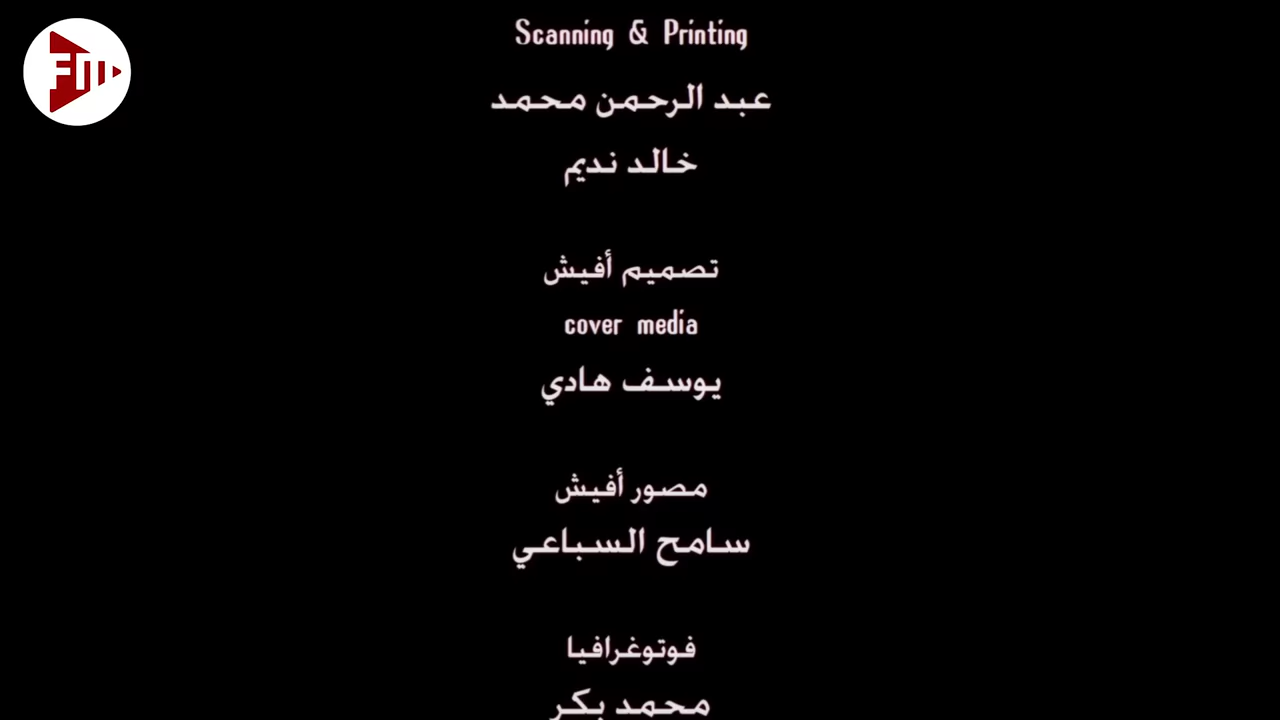 FM
Scanning & Printing
عبد الرحمن محمد
خالد نديم
تصميم أفيش
cover media
يوسف هادي
مصور أفيش
سامح السباعي
فوتوغرافيا
محمد بكر